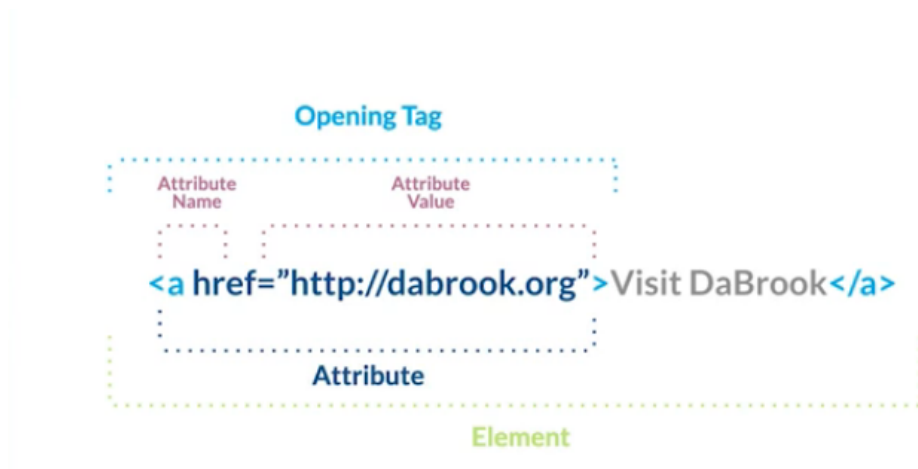 Opening Tag
Attribute
Name
Attribute
Value
<a href=”http://dabrook.org”>Visit DaBrook</a>
Attribute
Element